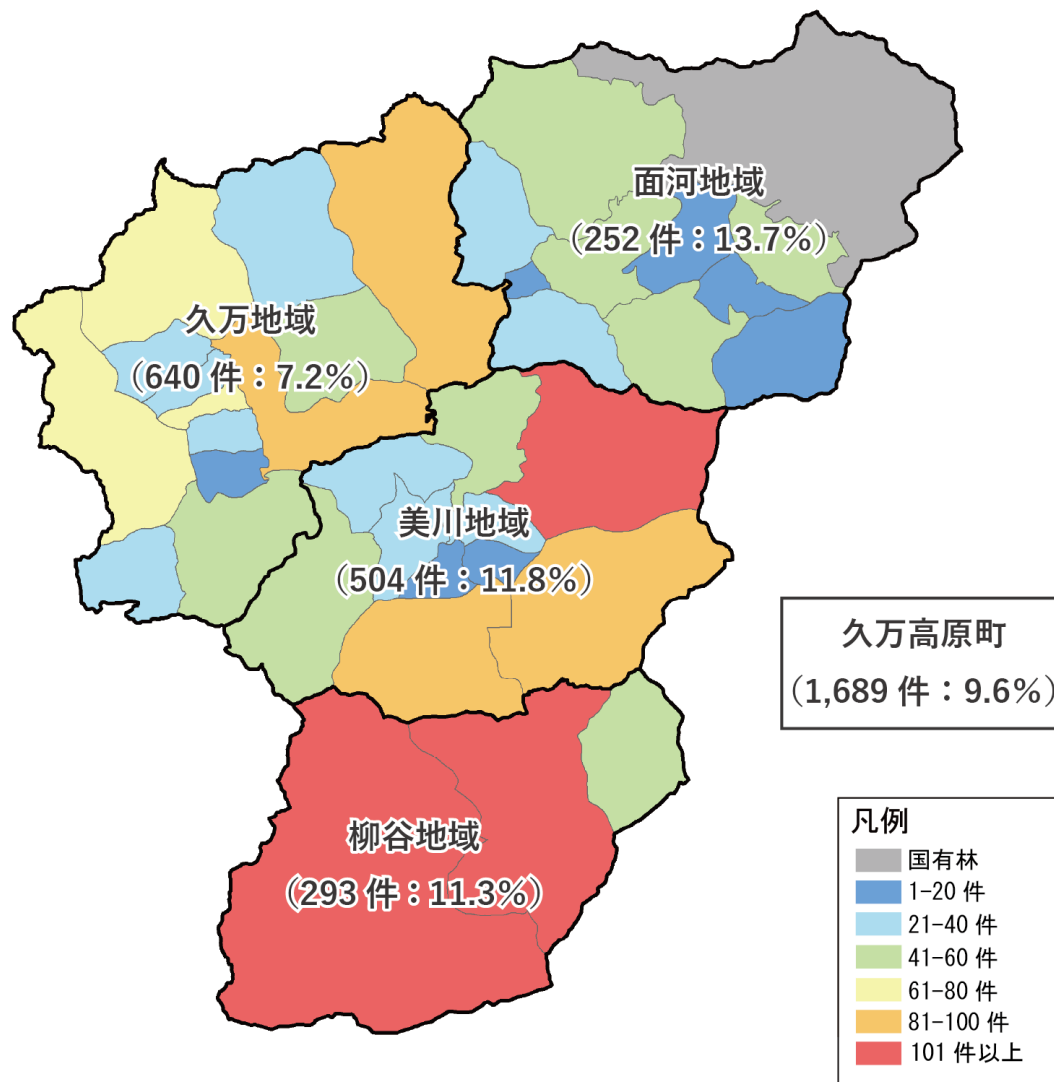 面河地域
（252 件：13.7%）
久万地域
（640 件：7.2%）
美川地域
（504 件：11.8%）
久万高原町
（1,689 件：9.6%）
柳谷地域
（293 件：11.3%）
凡例
国有林
1-20 件
21-40 件
41-60 件
61-80 件
81-100 件
101 件以上